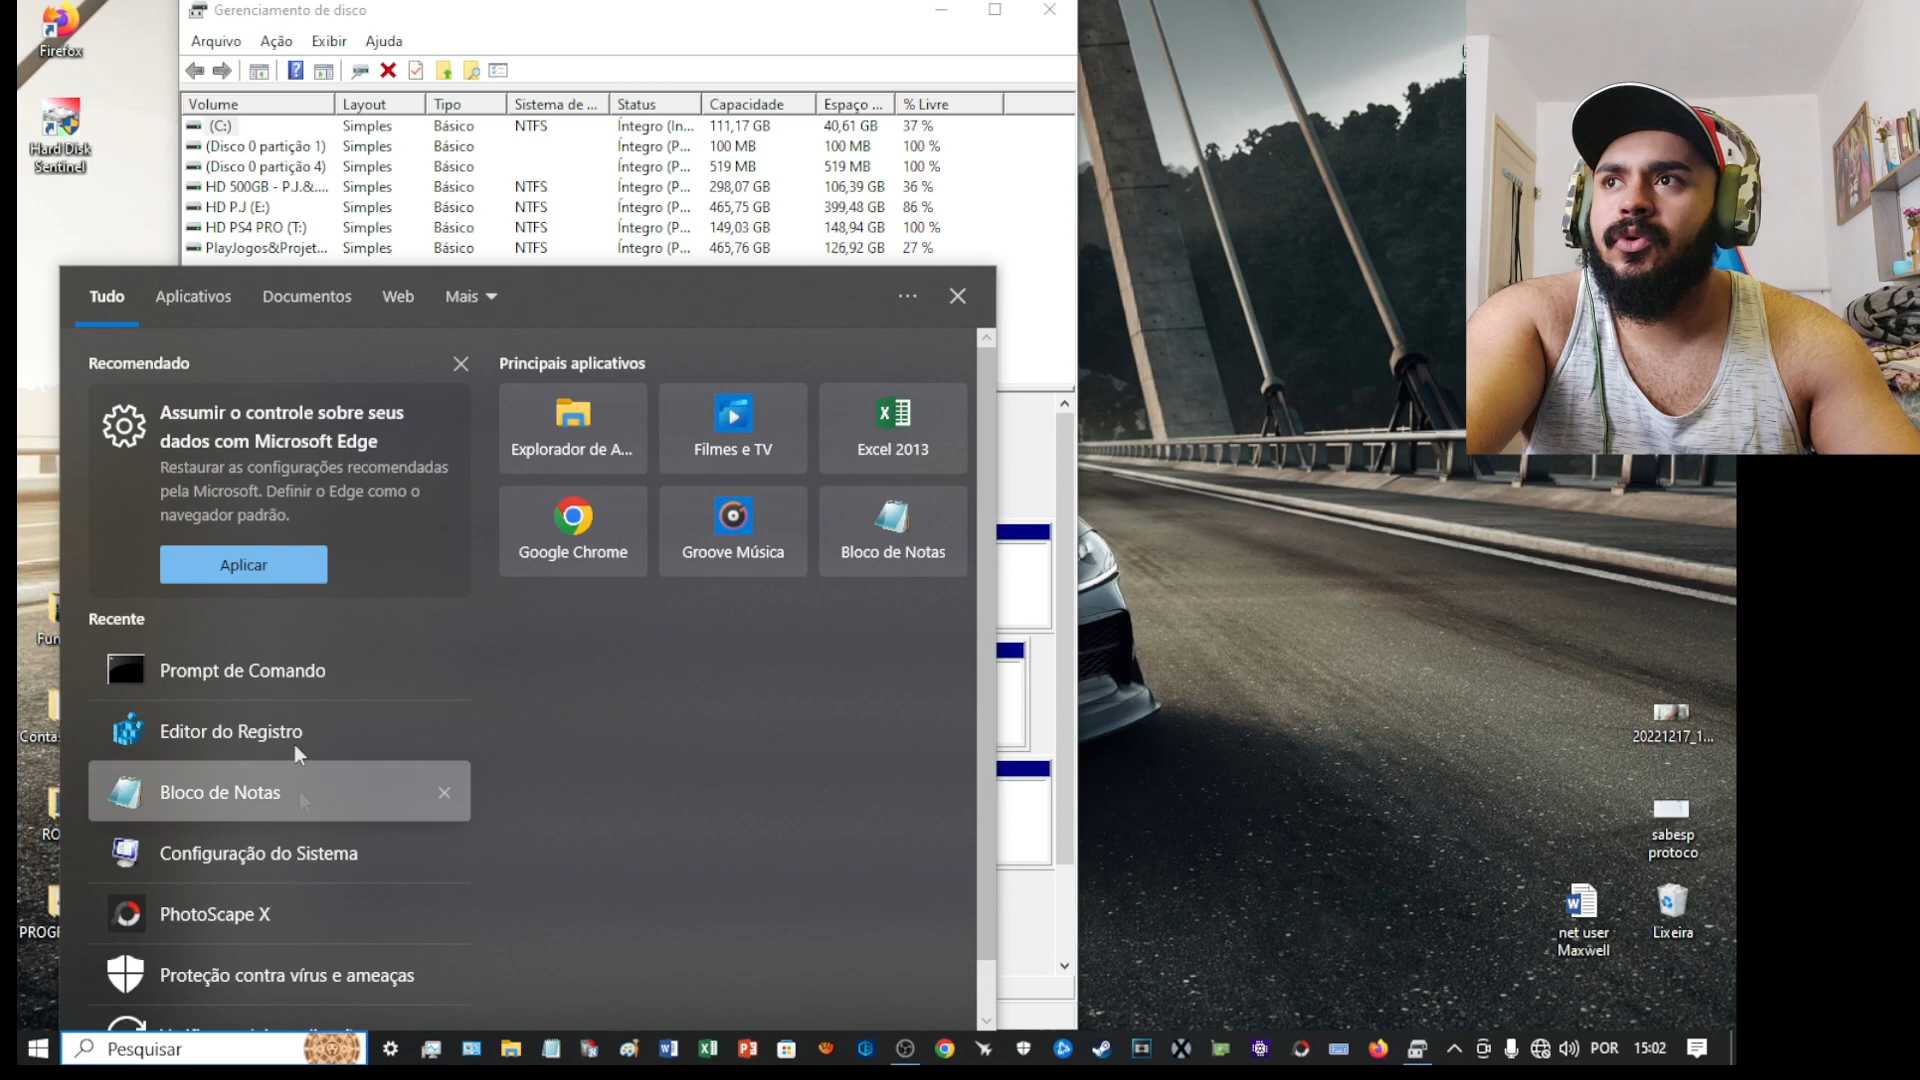 Firefox
Hard Disk
Sentinel
Gerenciamento de disco
Arquivo Ação Exibir Ajuda
Volume Layout Tipo Sistema de ... Status Capacidade Espaço ... % Livre
(C:) Simples Básico NTFS Íntegro (In... 111,17 GB 40,61 GB 37 %
(Disco 0 partição 1) Simples Básico Íntegro (P... 100 MB 100 MB 100 %
(Disco 0 partição 4) Simples Básico Íntegro (P... 519 MB 519 MB 100 %
HD 500GB - P.J.&.... Simples Básico NTFS Íntegro (P... 298,07 GB 106,39 GB 36 %
HD P.J (E:) Simples Básico NTFS Íntegro (P... 465,75 GB 399,48 GB 86 %
HD PS4 PRO (T:) Simples Básico NTFS Íntegro (P... 149,03 GB 148,94 GB 100 %
PlayJogos&Projet... Simples Básico NTFS Íntegro (P... 465,76 GB 126,92 GB 27 %
Tudo Aplicativos Documentos Web Mais
Recomendado
Assumir o controle sobre seus
dados com Microsoft Edge
Restaurar as configurações recomendadas
pela Microsoft. Definir o Edge como o
navegador padrão.
Aplicar
Principais aplicativos
Explorador de A... Filmes e TV Excel 2013
Google Chrome Groove Música Bloco de Notas
Recente
Prompt de Comando
Editor do Registro
Bloco de Notas
Configuração do Sistema
PhotoScape X
Proteção contra vírus e ameaças
Fun
Conta
RO
PROGR
20221217_1...
sabesp
protoco
net user
Maxwell
Lixeira
Pesquisar
POR 15:02